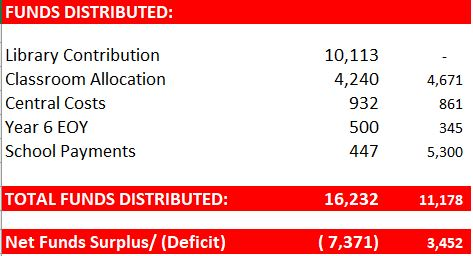 FUNDS DISTRIBUTED:
Library Contribution 10,113 -
Classroom Allocation 4,240 4,671
Central Costs 932 861
Year 6 EOY 500 345
School Payments 447 5,300
TOTAL FUNDS DISTRIBUTED: 16,232 11,178
Net Funds Surplus/ (Deficit) ( 7,371) 3,452